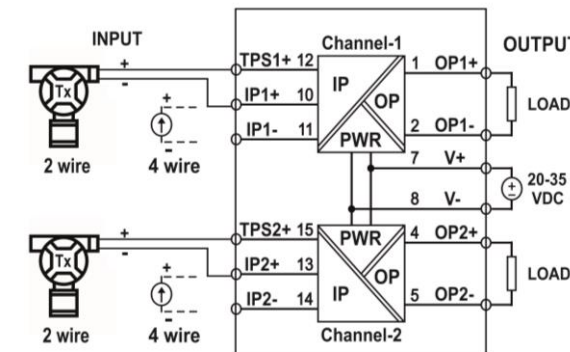 INPUT
Channel-1
OUTPUT
+
-
Tx
2 wire
+
-
4 wire
TPS1+ 12
IP1+ 10
IP1- 11
IP
OP
PWR
1 OP1+
2 OP1-
LOAD
7 V+
8 V-
+
-
20-35
VDC
+
-
Tx
2 wire
+
-
4 wire
TPS2+ 15
IP2+ 13
IP2- 14
PWR
IP
OP
4 OP2+
5 OP2-
LOAD
Channel-2